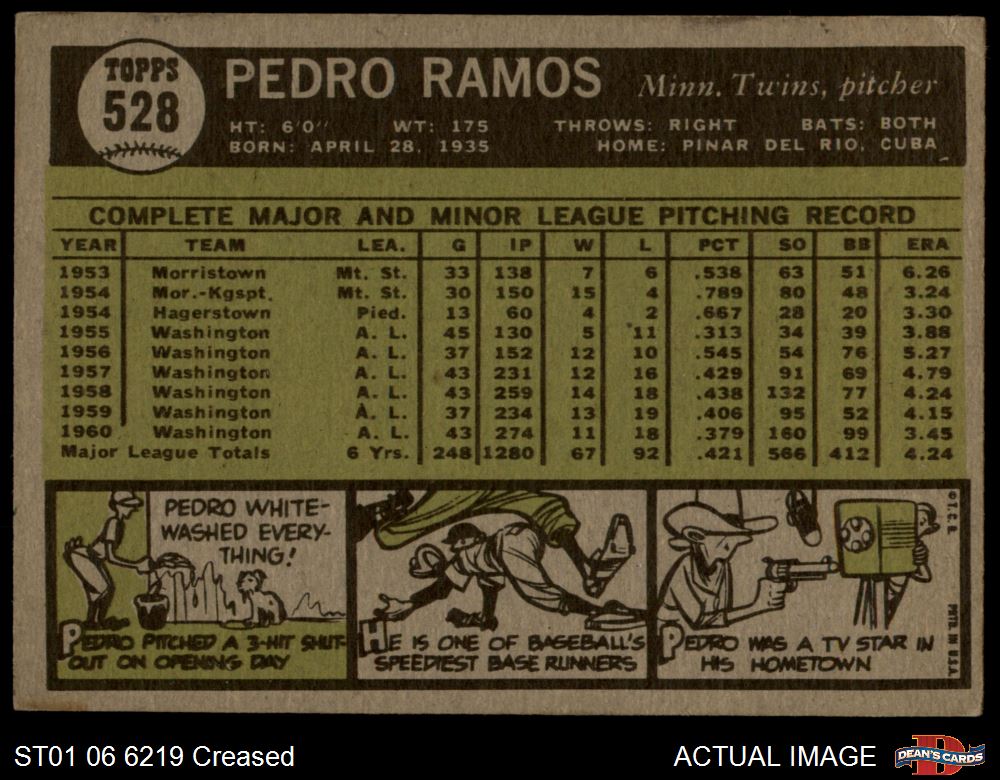 TOPPS
528
PEDRO RAMOS Minn. Twins, pitcher
HT: 6'0" WT: 175 THROWS: RIGHT BATS: BOTH
BORN: APRIL 28, 1935 HOME: PINAR DEL RIO, CUBA
COMPLETE MAJOR AND MINOR LEAGUE PITCHING RECORD
YEAR TEAM LEA. G IP W L PCT SO BB ERA
1953 Morristown Mt. St. 33 138 7 6 .538 63 51 6.26
1954 Mor.-Kgspt. Mt. St. 30 150 15 4 .789 80 48 3.24
1954 Hagerstown Pied. 13 60 4 2 .667 28 20 3.30
1955 Washington A. L. 45 130 5 11 .313 34 39 3.88
1956 Washington A. L. 37 152 12 10 .545 54 76 5.27
1957 Washington A. L. 43 231 12 16 .429 91 69 4.79
1958 Washington A. L. 43 259 14 18 .438 132 77 4.24
1959 Washington A. L. 37 234 13 19 .406 95 52 4.15
1960 Washington A. L. 43 274 11 18 .379 160 99 3.45
Major League Totals 6 Yrs. 248 1280 67 92 .421 566 412 4.24
PEDRO WHITE-
WASHED EVERY-
THING!
PEDRO PITCHED A 3-HIT SHUT-
OUT ON OPENING DAY
HE IS ONE OF BASEBALL'S
SPEEDIEST BASE RUNNERS
PEDRO WAS A TV STAR IN
HIS HOMETOWN
© T.C.G.
PRTD. IN U.S.A.
ST01 06 6219 Creased
ACTUAL IMAGE
DEAN'S CARDS